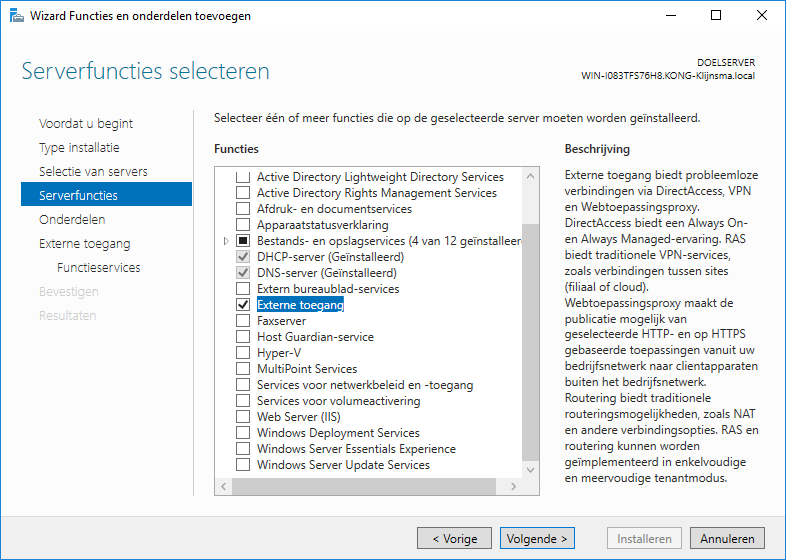 Wizard Functies en onderdelen toevoegen
Serverfuncties selecteren
DOELSERVER
WIN-I083TFS76H8.KONG-Klijnsma.local
Voordat u begint
Type installatie
Selectie van servers
Serverfuncties
Onderdelen
Externe toegang
Functieservices
Bevestigen
Resultaten
Selecteer één of meer functies die op de geselecteerde server moeten worden geïnstalleerd.
Functies
Active Directory Lightweight Directory Services
Active Directory Rights Management Services
Afdruk- en documentservices
Apparaatstatusverklaring
Bestands- en opslagservices (4 van 12 geïnstalleer
DHCP-server (Geïnstalleerd)
DNS-server (Geïnstalleerd)
Extern bureaublad-services
Externe toegang
Faxserver
Host Guardian-service
Hyper-V
MultiPoint Services
Services voor netwerkbeleid en -toegang
Services voor volumeactivering
Web Server (IIS)
Windows Deployment Services
Windows Server Essentials Experience
Windows Server Update Services
Beschrijving
Externe toegang biedt probleemloze
verbindingen via DirectAccess, VPN
en Webtoepassingsproxy.
DirectAccess biedt een Always On-
en Always Managed-ervaring. RAS
biedt traditionele VPN-services,
zoals verbindingen tussen sites
(filiaal of cloud).
Webtoepassingsproxy maakt de
publicatie mogelijk van
geselecteerde HTTP- en op HTTPS
gebaseerde toepassingen vanuit uw
bedrijfsnetwerk naar clientapparaten
buiten het bedrijfsnetwerk.
Routering biedt traditionele
routeringsmogelijkheden, zoals NAT
en andere verbindingsopties. RAS en
routering kunnen worden
geïmplementeerd in enkelvoudige
en meervoudige tenantmodus.
< Vorige
Volgende >
Installeren
Annuleren